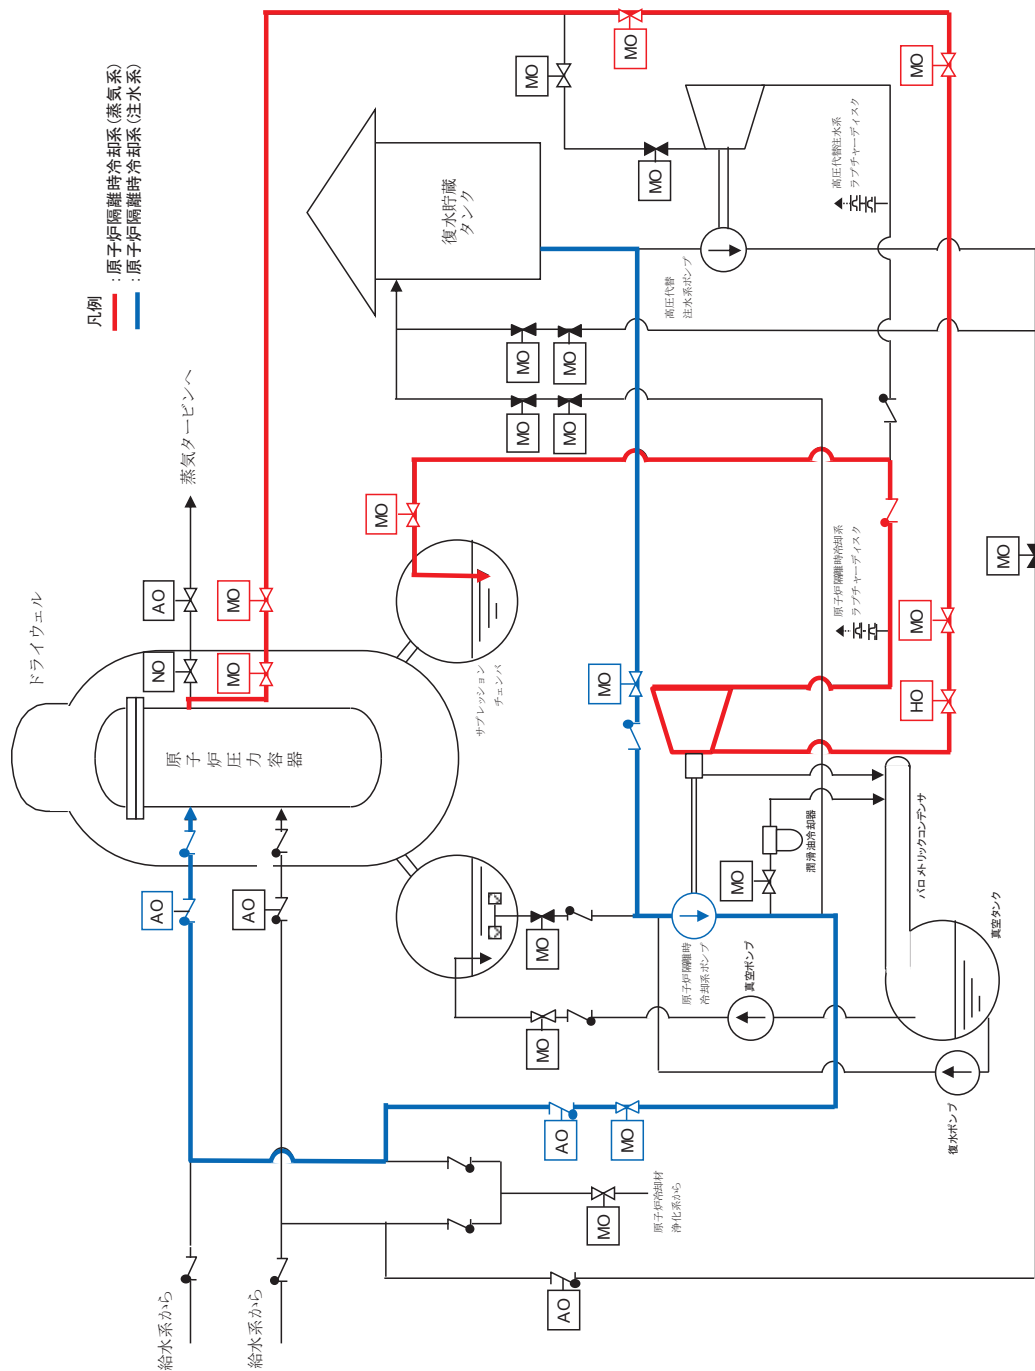 凡例
：原子炉隔離時冷却系(蒸気系)
：原子炉隔離時冷却系(注水系)
ドライウェル
蒸気タービンへ
AO
NO
MO
MO
原子炉圧力容器
AO
AO
給水系から
給水系から
復水貯蔵
タンク
MO
MO
MO
MO
MO
サプレッション
チェンバ
MO
MO
MO
MO
高圧代替
注水系ポンプ
高圧代替注水系
ラプチャーディスク
MO
原子炉隔離時冷却系
ラプチャーディスク
MO
MO
HO
MO
潤滑油冷却器
MO
バロメトリックコンデンサ
真空タンク
原子炉隔離時
冷却系ポンプ
真空ポンプ
復水ポンプ
MO
MO
AO
MO
原子炉冷却材
浄化系から
MO
AO